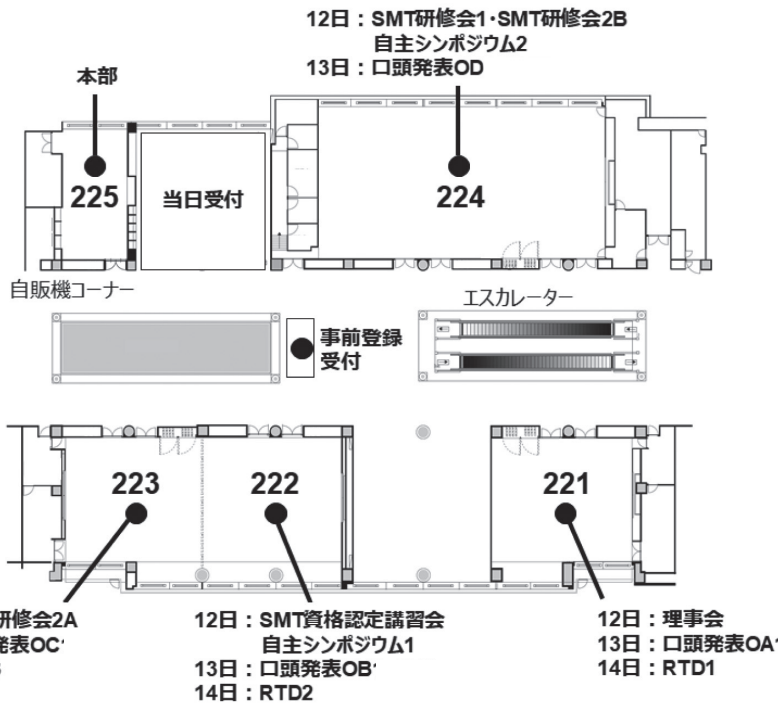 12日：SMT研修会1・SMT研修会2B
自主シンポジウム2
13日：口頭発表OD
本部
225
当日受付
224
自販機コーナー
エスカレーター
事前登録
受付
223
222
221
研修会2A
発表OC
12日：SMT資格認定講習会
自主シンポジウム1
13日：口頭発表OB
14日：RTD2
12日：理事会
13日：口頭発表OA
14日：RTD1